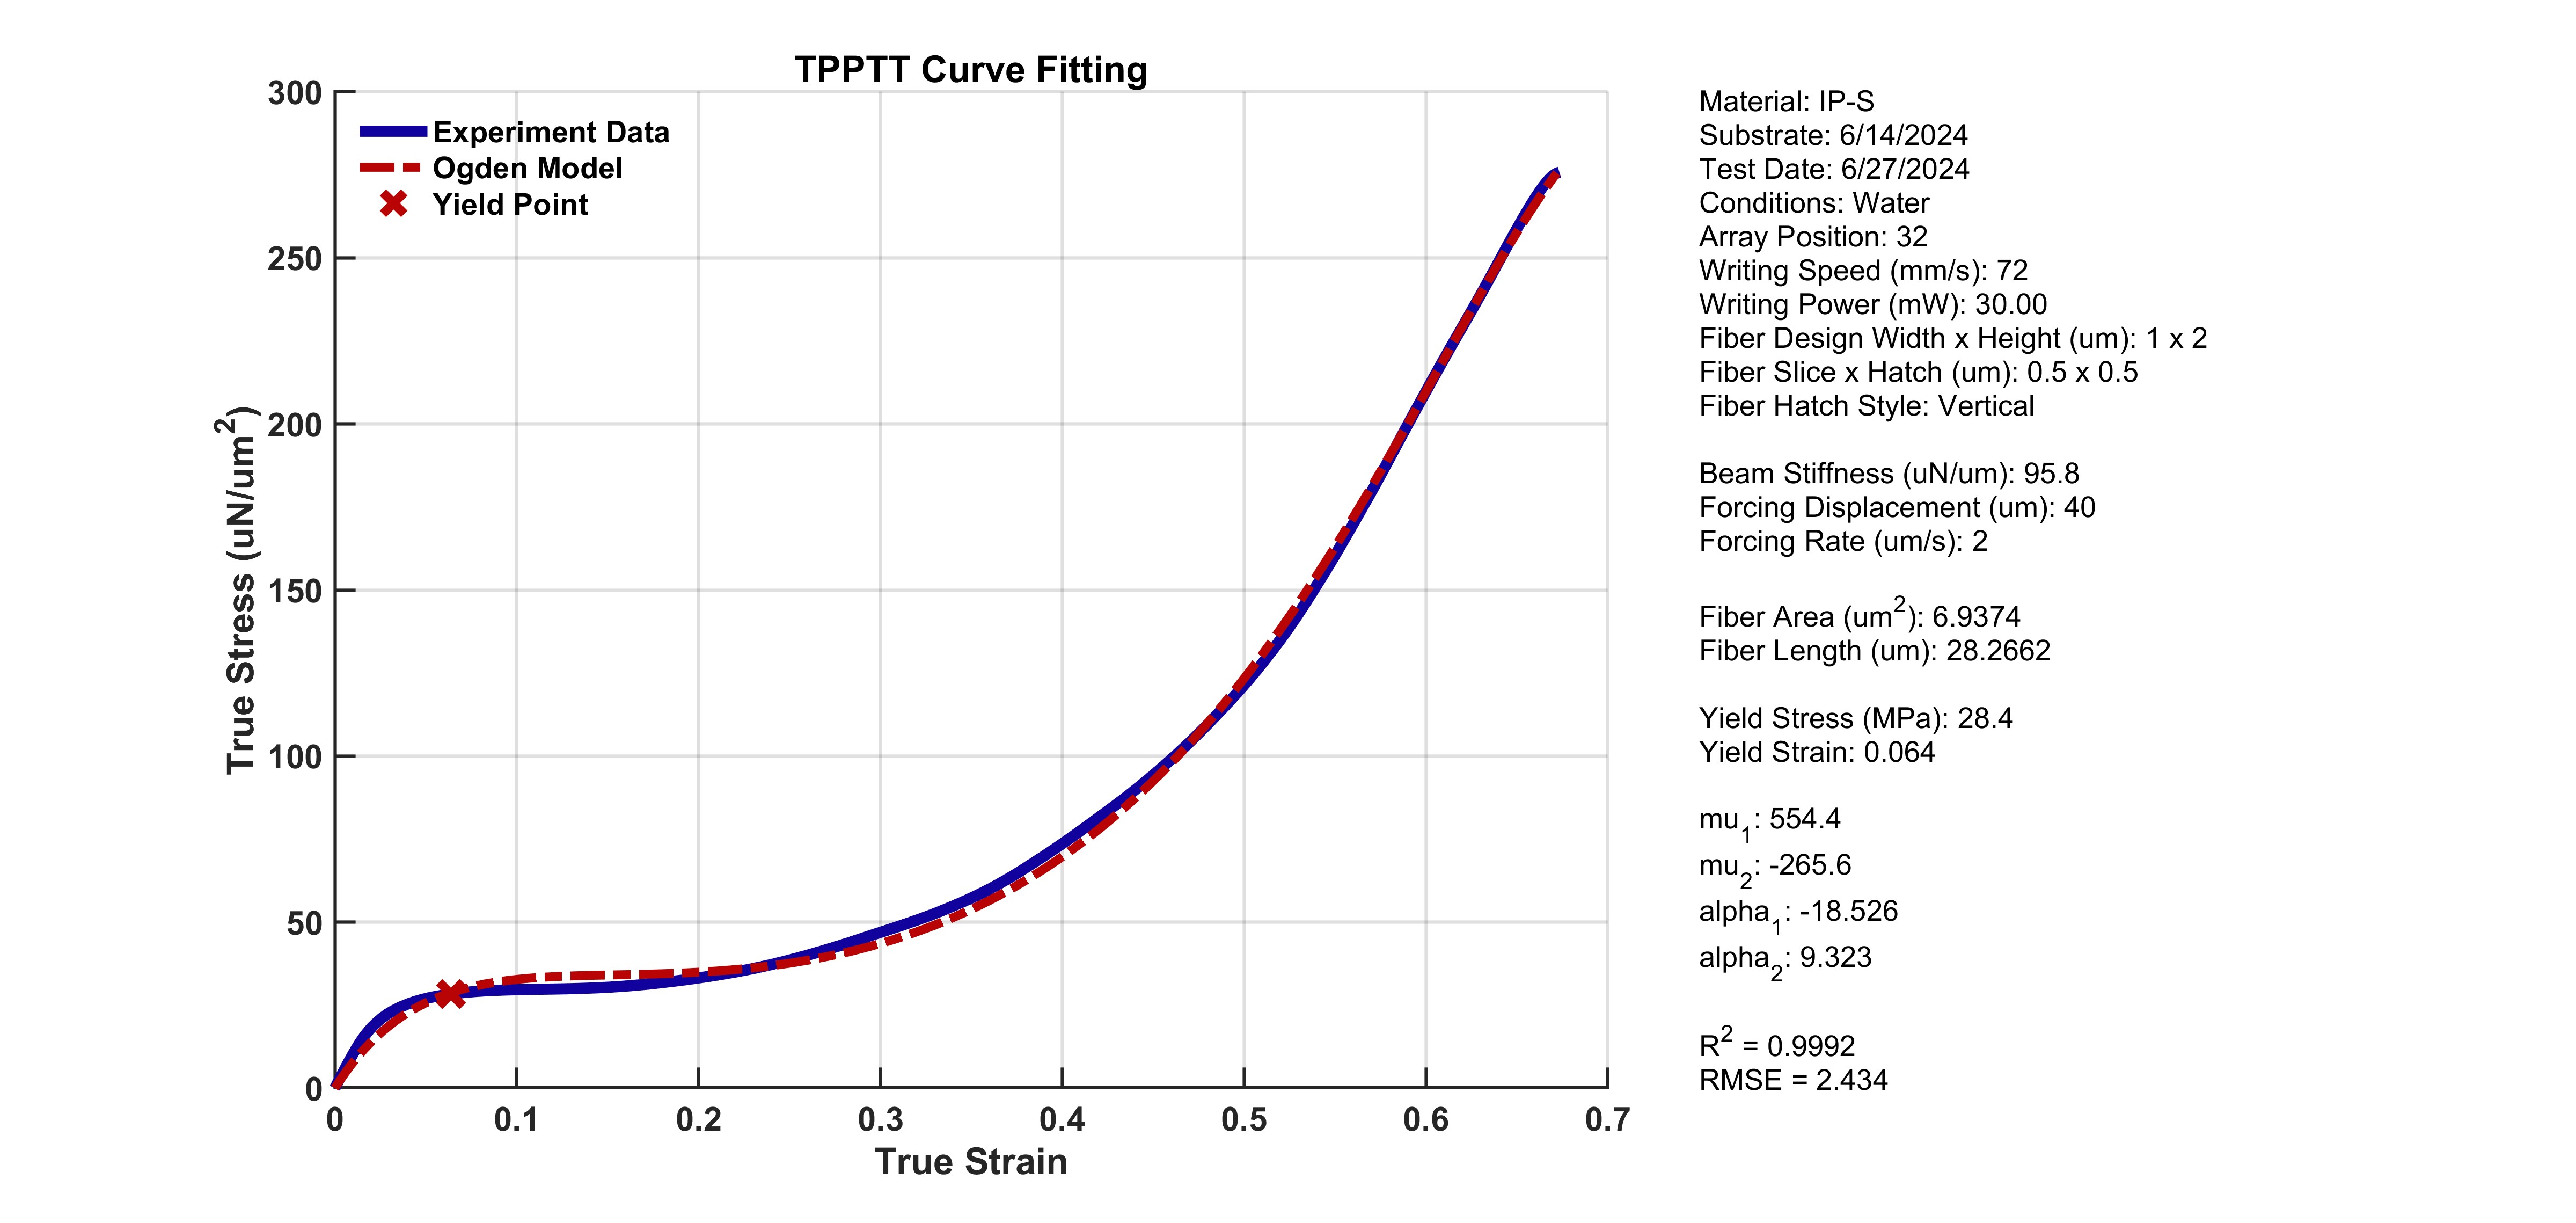 TPPTT Curve Fitting
300
250
200
150
100
50
0
True Stress (uN/um²)
Experiment Data
Ogden Model
Yield Point
0 0.1 0.2 0.3 0.4 0.5 0.6 0.7
True Strain
Material: IP-S
Substrate: 6/14/2024
Test Date: 6/27/2024
Conditions: Water
Array Position: 32
Writing Speed (mm/s): 72
Writing Power (mW): 30.00
Fiber Design Width x Height (um): 1 x 2
Fiber Slice x Hatch (um): 0.5 x 0.5
Fiber Hatch Style: Vertical
Beam Stiffness (uN/um): 95.8
Forcing Displacement (um): 40
Forcing Rate (um/s): 2
Fiber Area (um²): 6.9374
Fiber Length (um): 28.2662
Yield Stress (MPa): 28.4
Yield Strain: 0.064
mu₁: 554.4
mu₂: -265.6
alpha₁: -18.526
alpha₂: 9.323
R² = 0.9992
RMSE = 2.434